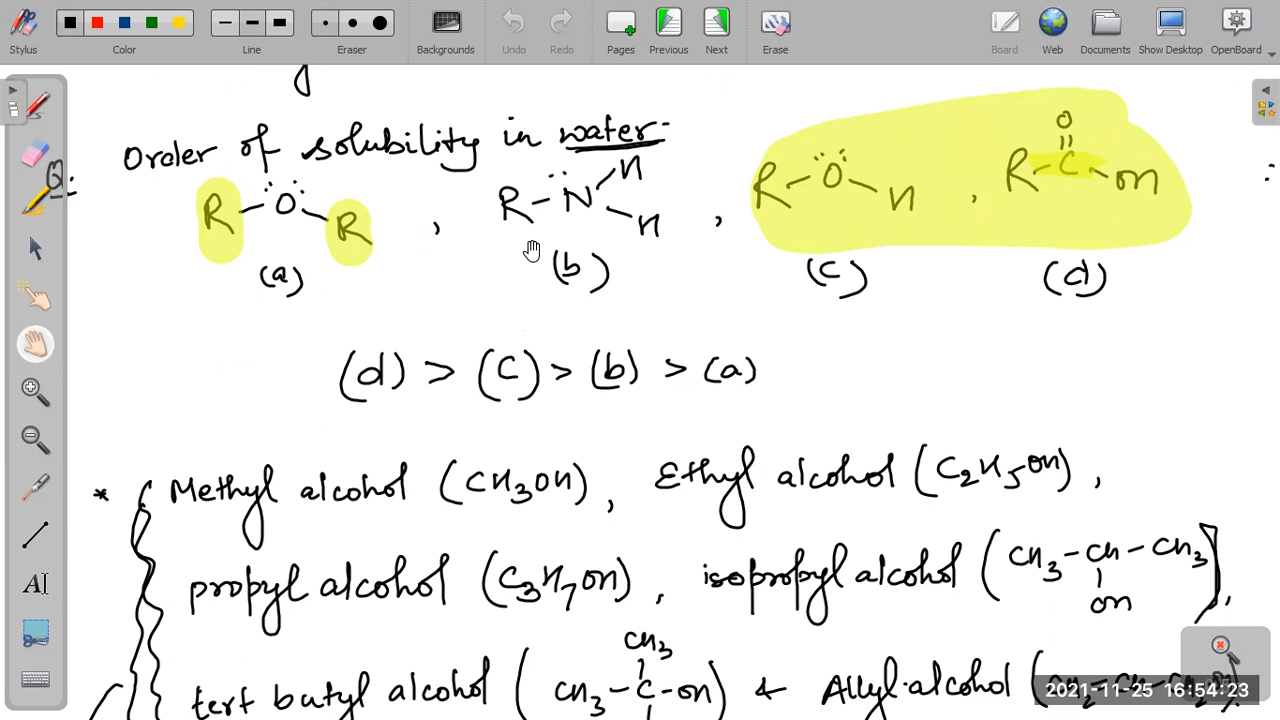 Stylus Color Line Eraser Backgrounds Undo Redo Pages Previous Next Erase Board Web Documents Show Desktop OpenBoard
Q: Order of solubility in water- :
R-O-R , R-N-H H , R-O-H , R-C-OH O
(a) (b) (c) (d)
(d) > (c) > (b) > (a)
* Methyl alcohol (CH3OH), Ethyl alcohol (C2H5OH),
propyl alcohol (C3H7OH), isopropyl alcohol (CH3-CH-CH3),
OH
CH3
tert butyl alcohol (CH3-C-OH) & Allyl-alcohol
2021-11-25 16:54:23